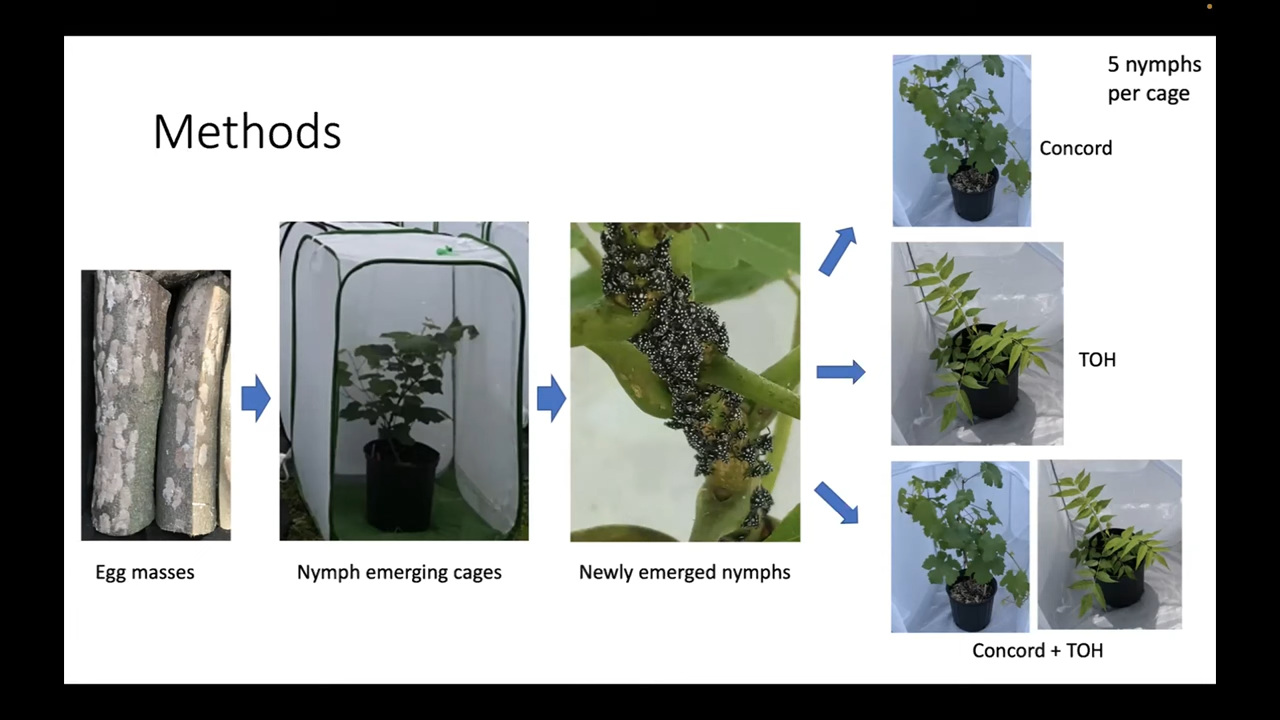 Methods
5 nymphs
per cage
Concord
TOH
Egg masses
Nymph emerging cages
Newly emerged nymphs
Concord + TOH